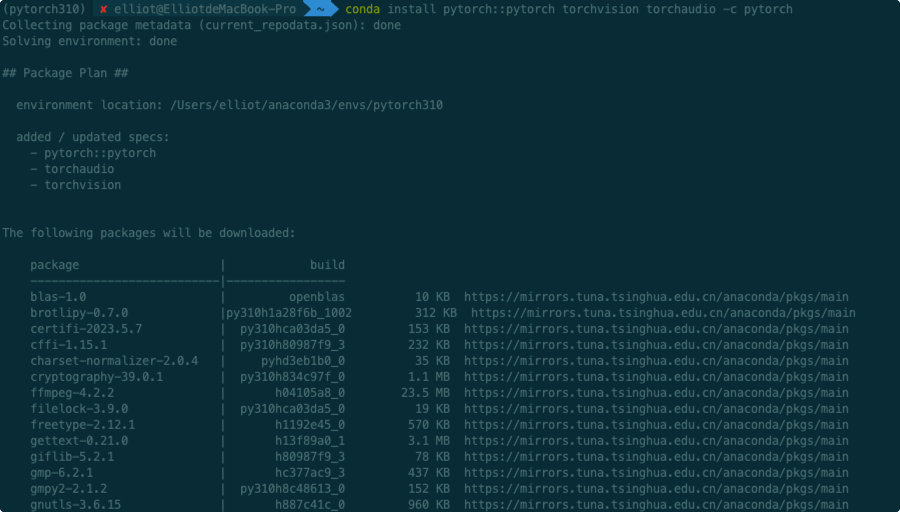 (pytorch310) ✘ elliot@ElliotdeMacBook-Pro ~ conda install pytorch::pytorch torchvision torchaudio -c pytorch
Collecting package metadata (current_repodata.json): done
Solving environment: done
## Package Plan ##
environment location: /Users/elliot/anaconda3/envs/pytorch310
added / updated specs:
- pytorch::pytorch
- torchaudio
- torchvision
The following packages will be downloaded:
package | build
---------------------------|-----------------
blas-1.0 | openblas 10 KB https://mirrors.tuna.tsinghua.edu.cn/anaconda/pkgs/main
brotlipy-0.7.0 |py310h1a28f6b_1002 312 KB https://mirrors.tuna.tsinghua.edu.cn/anaconda/pkgs/main
certifi-2023.5.7 | py310hca03da5_0 153 KB https://mirrors.tuna.tsinghua.edu.cn/anaconda/pkgs/main
cffi-1.15.1 | py310h80987f9_3 232 KB https://mirrors.tuna.tsinghua.edu.cn/anaconda/pkgs/main
charset-normalizer-2.0.4 | pyhd3eb1b0_0 35 KB https://mirrors.tuna.tsinghua.edu.cn/anaconda/pkgs/main
cryptography-39.0.1 | py310h834c97f_0 1.1 MB https://mirrors.tuna.tsinghua.edu.cn/anaconda/pkgs/main
ffmpeg-4.2.2 | h04105a8_0 23.5 MB https://mirrors.tuna.tsinghua.edu.cn/anaconda/pkgs/main
filelock-3.9.0 | py310hca03da5_0 19 KB https://mirrors.tuna.tsinghua.edu.cn/anaconda/pkgs/main
freetype-2.12.1 | h1192e45_0 570 KB https://mirrors.tuna.tsinghua.edu.cn/anaconda/pkgs/main
gettext-0.21.0 | h13f89a0_1 3.1 MB https://mirrors.tuna.tsinghua.edu.cn/anaconda/pkgs/main
giflib-5.2.1 | h80987f9_3 78 KB https://mirrors.tuna.tsinghua.edu.cn/anaconda/pkgs/main
gmp-6.2.1 | hc377ac9_3 437 KB https://mirrors.tuna.tsinghua.edu.cn/anaconda/pkgs/main
gmpy2-2.1.2 | py310h8c48613_0 152 KB https://mirrors.tuna.tsinghua.edu.cn/anaconda/pkgs/main
gnutls-3.6.15 | h887c41c_0 960 KB https://mirrors.tuna.tsinghua.edu.cn/anaconda/pkgs/main